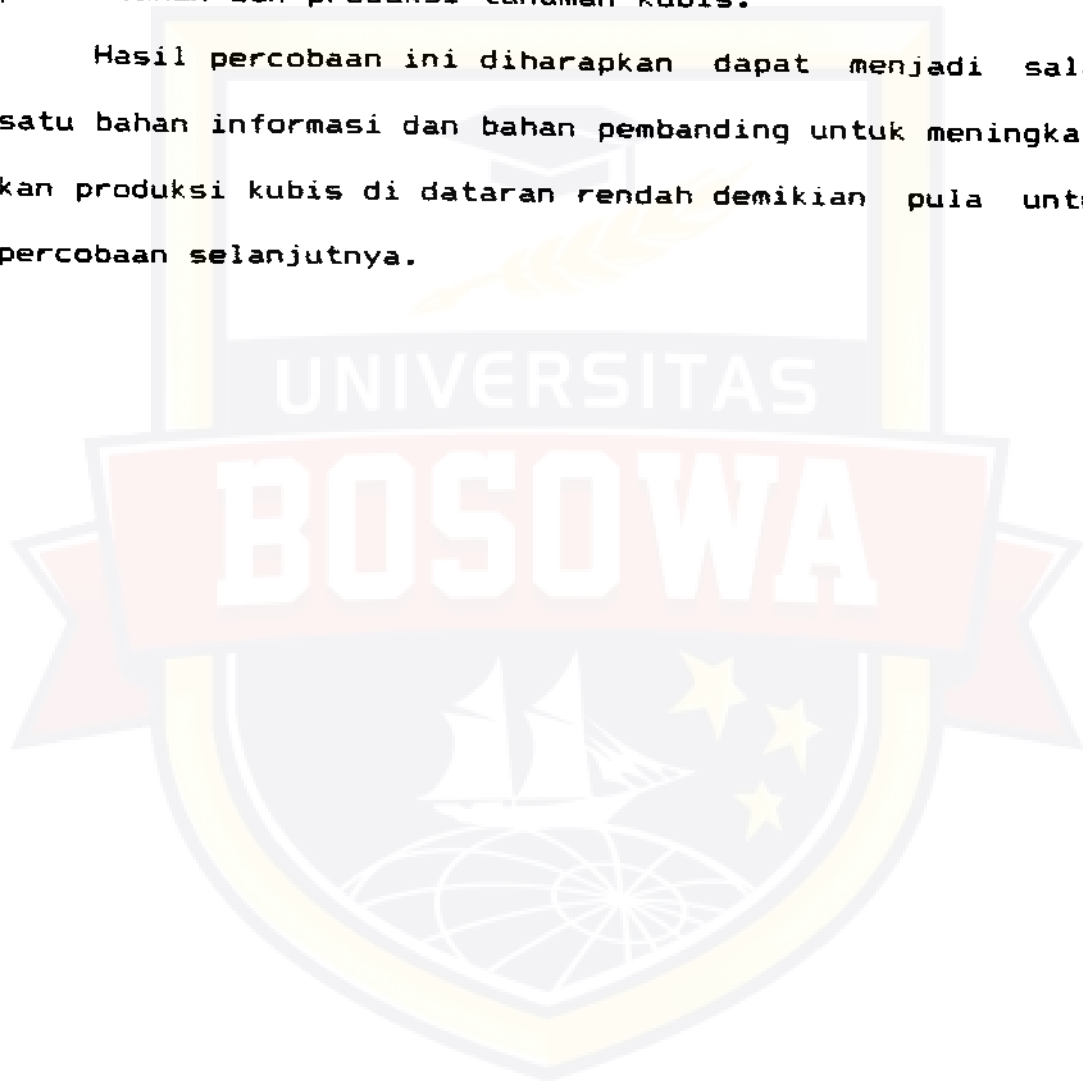 dan produksi tanaman kubis.
Hasil percobaan ini diharapkan dapat menjadi sal
satu bahan informasi dan bahan pembanding untuk meningka
kan produksi kubis di dataran rendah demikian pula unt
percobaan selanjutnya.
UNIVERSITAS
BOSOWA